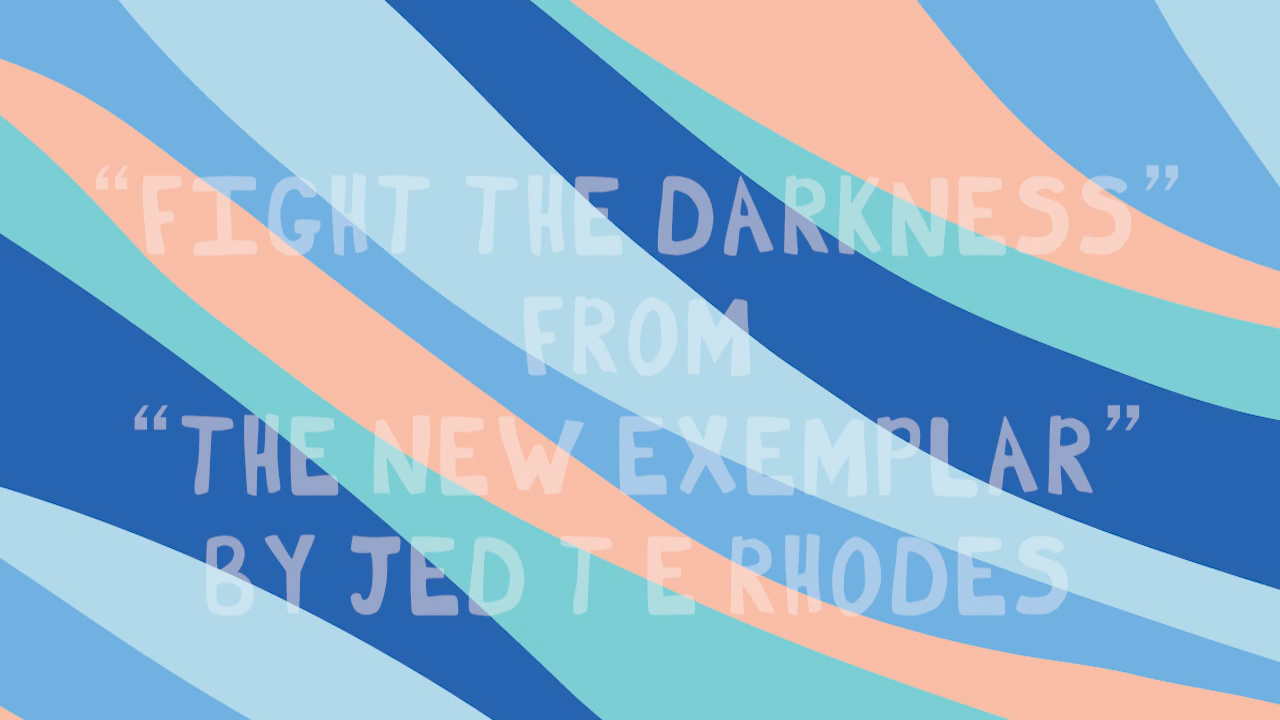 “FIGHT THE DARKNESS”
FROM
“THE NEW EXEMPLAR”
BY JED T E RHODES